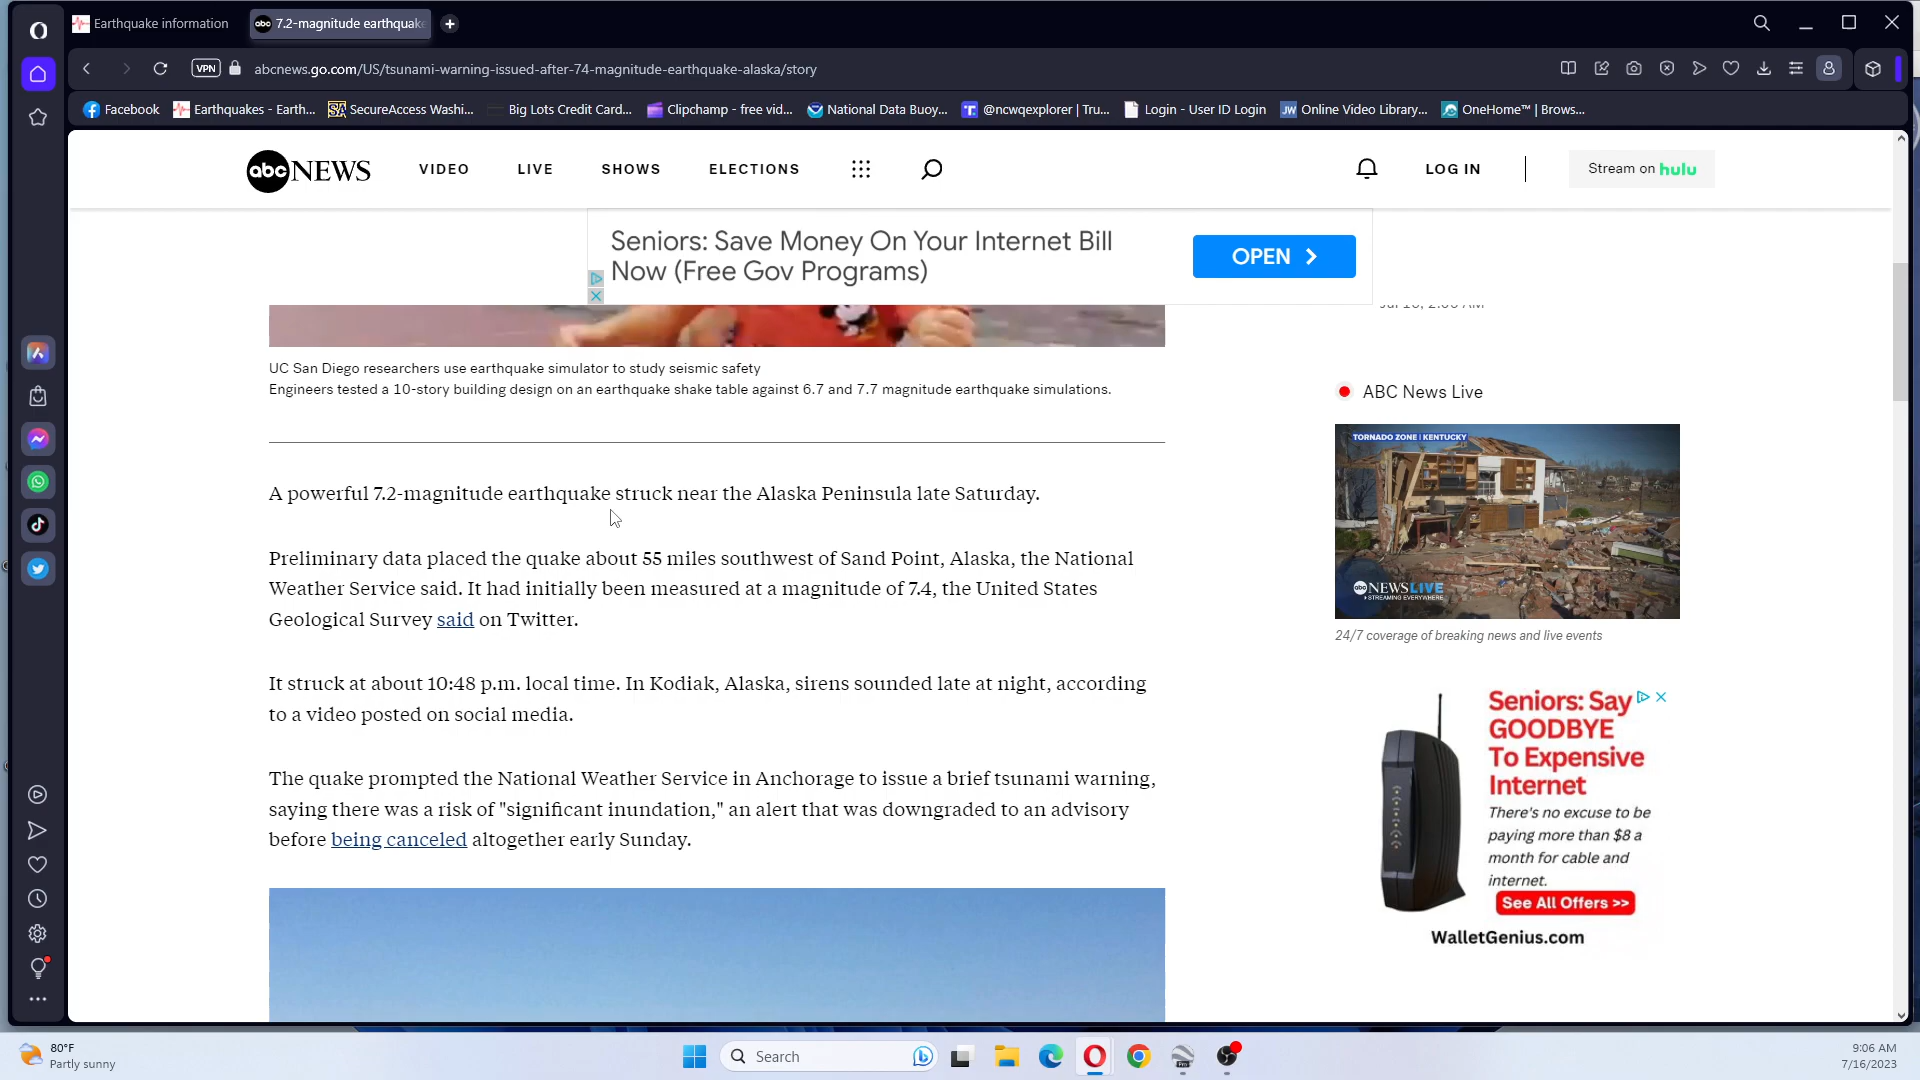 Earthquake information
abc 7.2-magnitude earthquake
VPN abcnews.go.com/US/tsunami-warning-issued-after-74-magnitude-earthquake-alaska/story
Facebook Earthquakes - Earth... SecureAccess Washi... Big Lots Credit Card... Clipchamp - free vid... National Data Buoy... @ncwqexplorer | Tru... Login - User ID Login JW Online Video Library... OneHome™ | Brows...
abc NEWS VIDEO LIVE SHOWS ELECTIONS LOG IN Stream on hulu
Seniors: Save Money On Your Internet Bill
Now (Free Gov Programs)
OPEN
UC San Diego researchers use earthquake simulator to study seismic safety
Engineers tested a 10-story building design on an earthquake shake table against 6.7 and 7.7 magnitude earthquake simulations.
A powerful 7.2-magnitude earthquake struck near the Alaska Peninsula late Saturday.
Preliminary data placed the quake about 55 miles southwest of Sand Point, Alaska, the National
Weather Service said. It had initially been measured at a magnitude of 7.4, the United States
Geological Survey said on Twitter.
It struck at about 10:48 p.m. local time. In Kodiak, Alaska, sirens sounded late at night, according
to a video posted on social media.
The quake prompted the National Weather Service in Anchorage to issue a brief tsunami warning,
saying there was a risk of "significant inundation," an alert that was downgraded to an advisory
before being canceled altogether early Sunday.
ABC News Live
TORNADO ZONE | KENTUCKY
abc NEWS LIVE
STREAMING EVERYWHERE
24/7 coverage of breaking news and live events
Seniors: Say
GOODBYE
To Expensive
Internet
There's no excuse to be
paying more than $8 a
month for cable and
internet.
See All Offers >>
WalletGenius.com
80°F
Partly sunny
Search
9:06 AM
7/16/2023